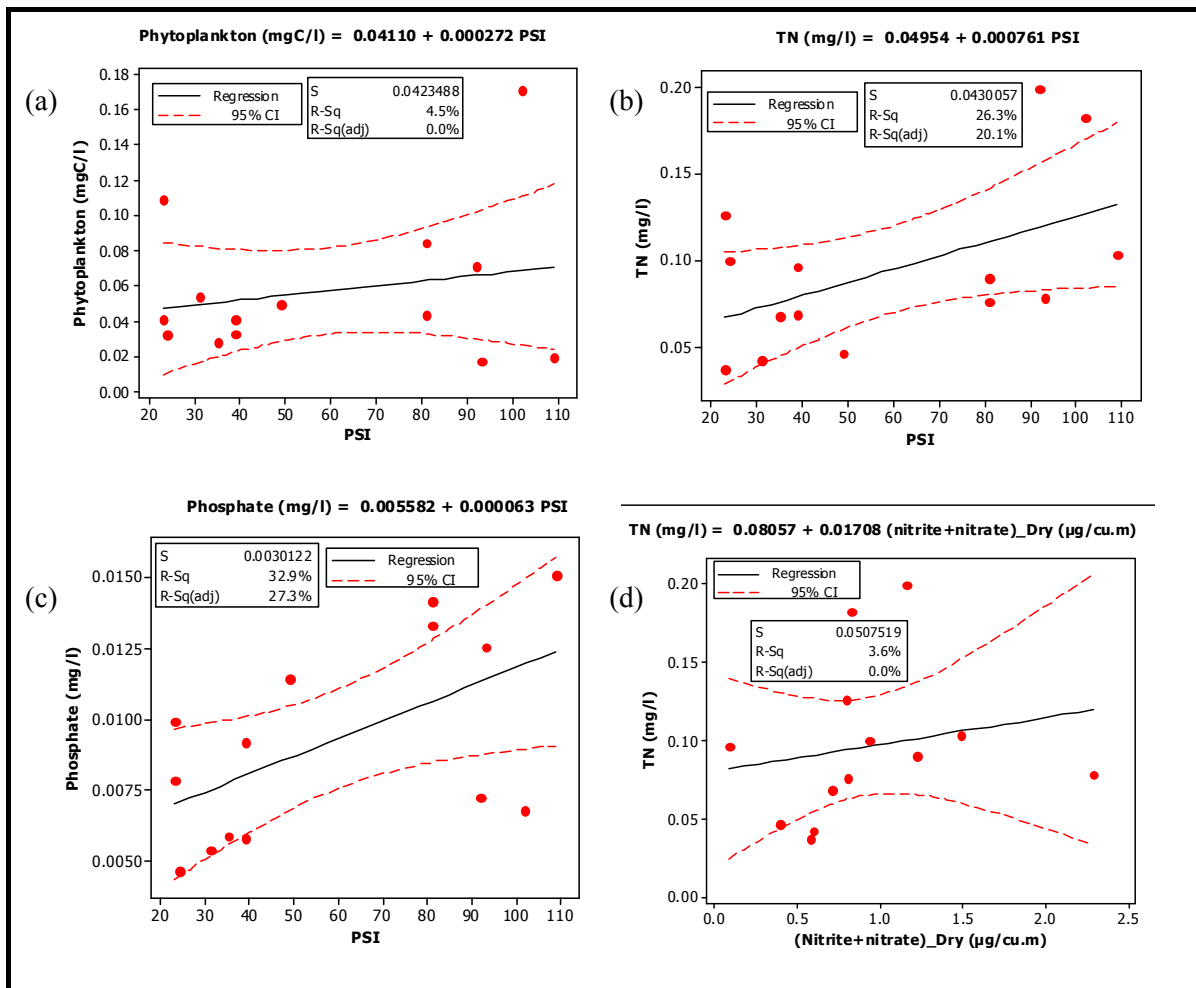 Phytoplankton (mgC/l) = 0.04110 + 0.000272 PSI
(a)
0.18
0.16
0.14
0.12
0.10
0.08
0.06
0.04
0.02
0.00
Phytoplankton (mgC/l)
Regression
95% CI
S 0.0423488
R-Sq 4.5%
R-Sq(adj) 0.0%
20 30 40 50 60 70 80 90 100 110
PSI
TN (mg/l) = 0.04954 + 0.000761 PSI
(b)
0.20
0.15
0.10
0.05
TN (mg/l)
Regression
95% CI
S 0.0430057
R-Sq 26.3%
R-Sq(adj) 20.1%
20 30 40 50 60 70 80 90 100 110
PSI
Phosphate (mg/l) = 0.005582 + 0.000063 PSI
(c)
0.0150
0.0125
0.0100
0.0075
0.0050
Phosphate (mg/l)
S 0.0030122
R-Sq 32.9%
R-Sq(adj) 27.3%
Regression
95% CI
20 30 40 50 60 70 80 90 100 110
PSI
TN (mg/l) = 0.08057 + 0.01708 (nitrite+nitrate)_Dry (µg/cu.m)
(d)
0.20
0.15
0.10
0.05
0.00
TN (mg/l)
Regression
95% CI
S 0.0507519
R-Sq 3.6%
R-Sq(adj) 0.0%
0.0 0.5 1.0 1.5 2.0 2.5
(Nitrite+nitrate)_Dry (µg/cu.m)